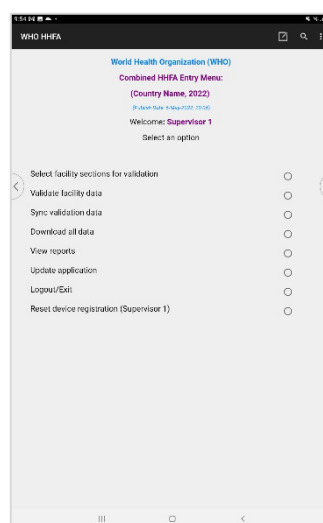 WHO HHFA
World Health Organization (WHO)
Combined HHFA Entry Menu:
(Country Name, 2022)
Welcome: Supervisor 1
Select an option
Select facility sections for validation
Validate facility data
Sync validation data
Download all data
View reports
Update application
Logout/Exit
Reset device registration (Supervisor 1)